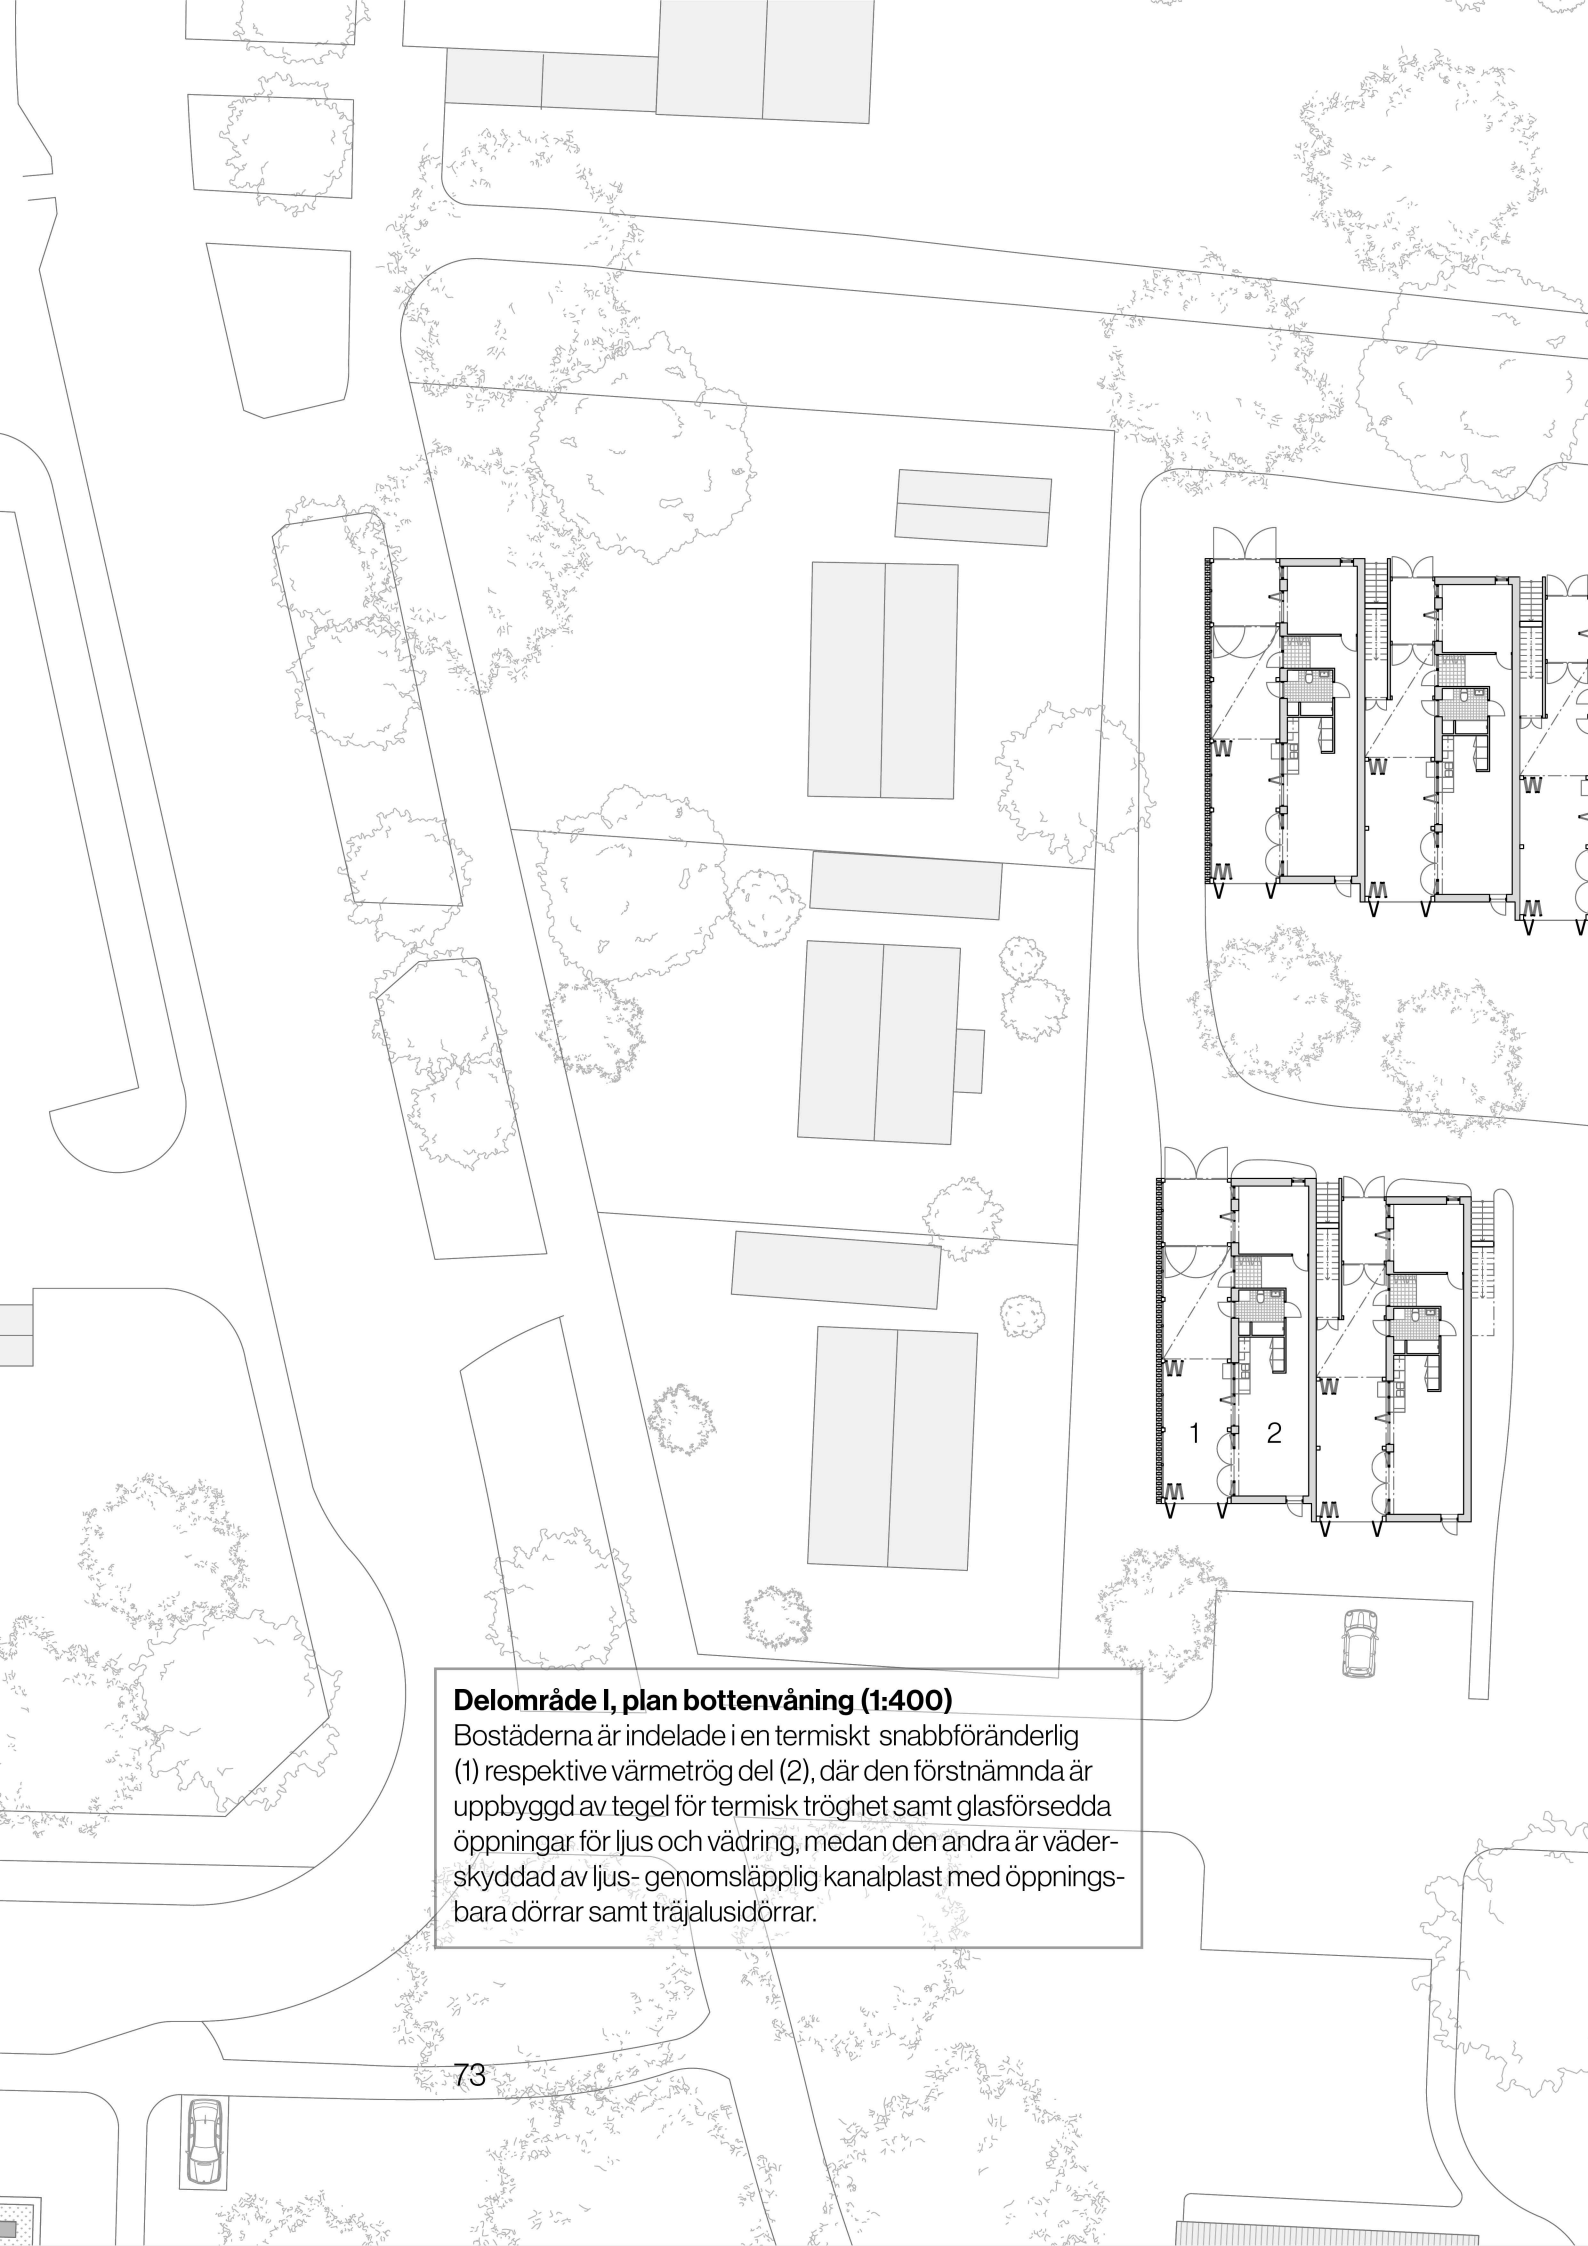 1
2
Delområde I, plan bottenvåning (1:400)
Bostäderna är indelade i en termiskt snabbföränderlig
(1) respektive värmetrög del (2), där den förstnämnda är
uppbyggd av tegel för termisk tröghet samt glasförsedda
öppningar för ljus och vädring, medan den andra är väder-
skyddad av ljus- genomsläpplig kanalplast med öppnings-
bara dörrar samt träjalusidörrar.
73